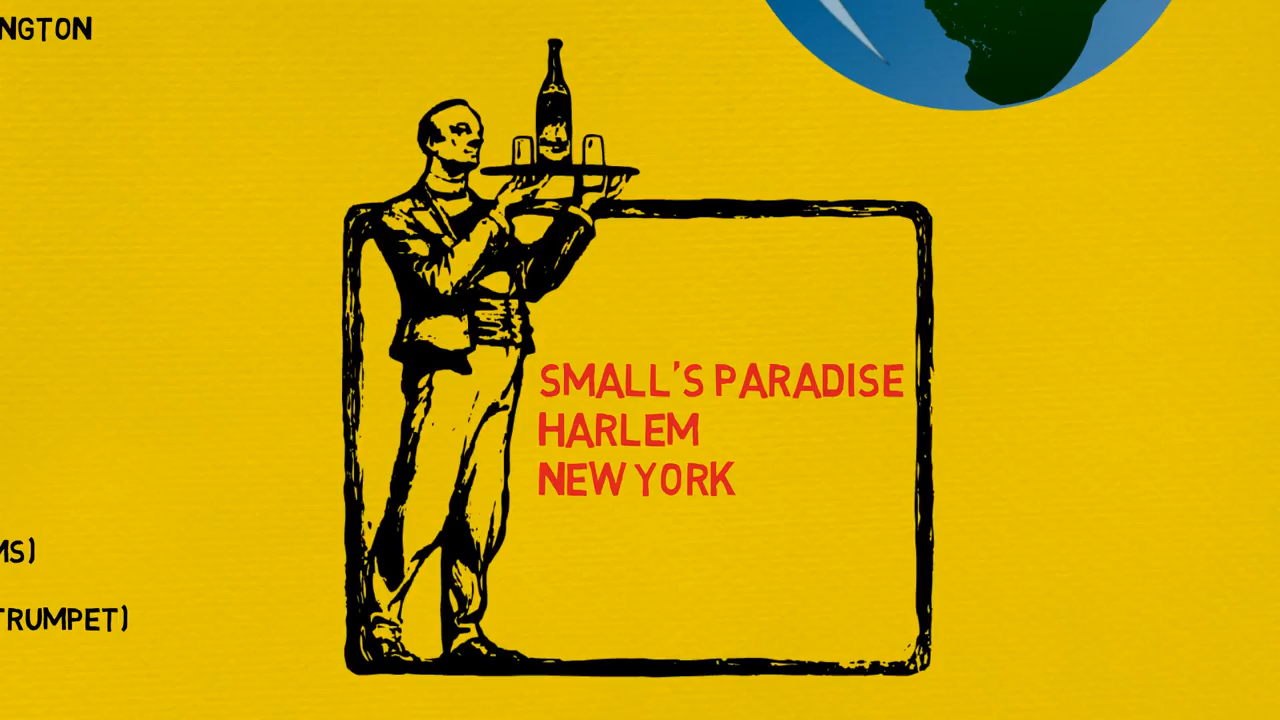 NGTON
SMALL'S PARADISE
HARLEM
NEW YORK
MS)
TRUMPET)